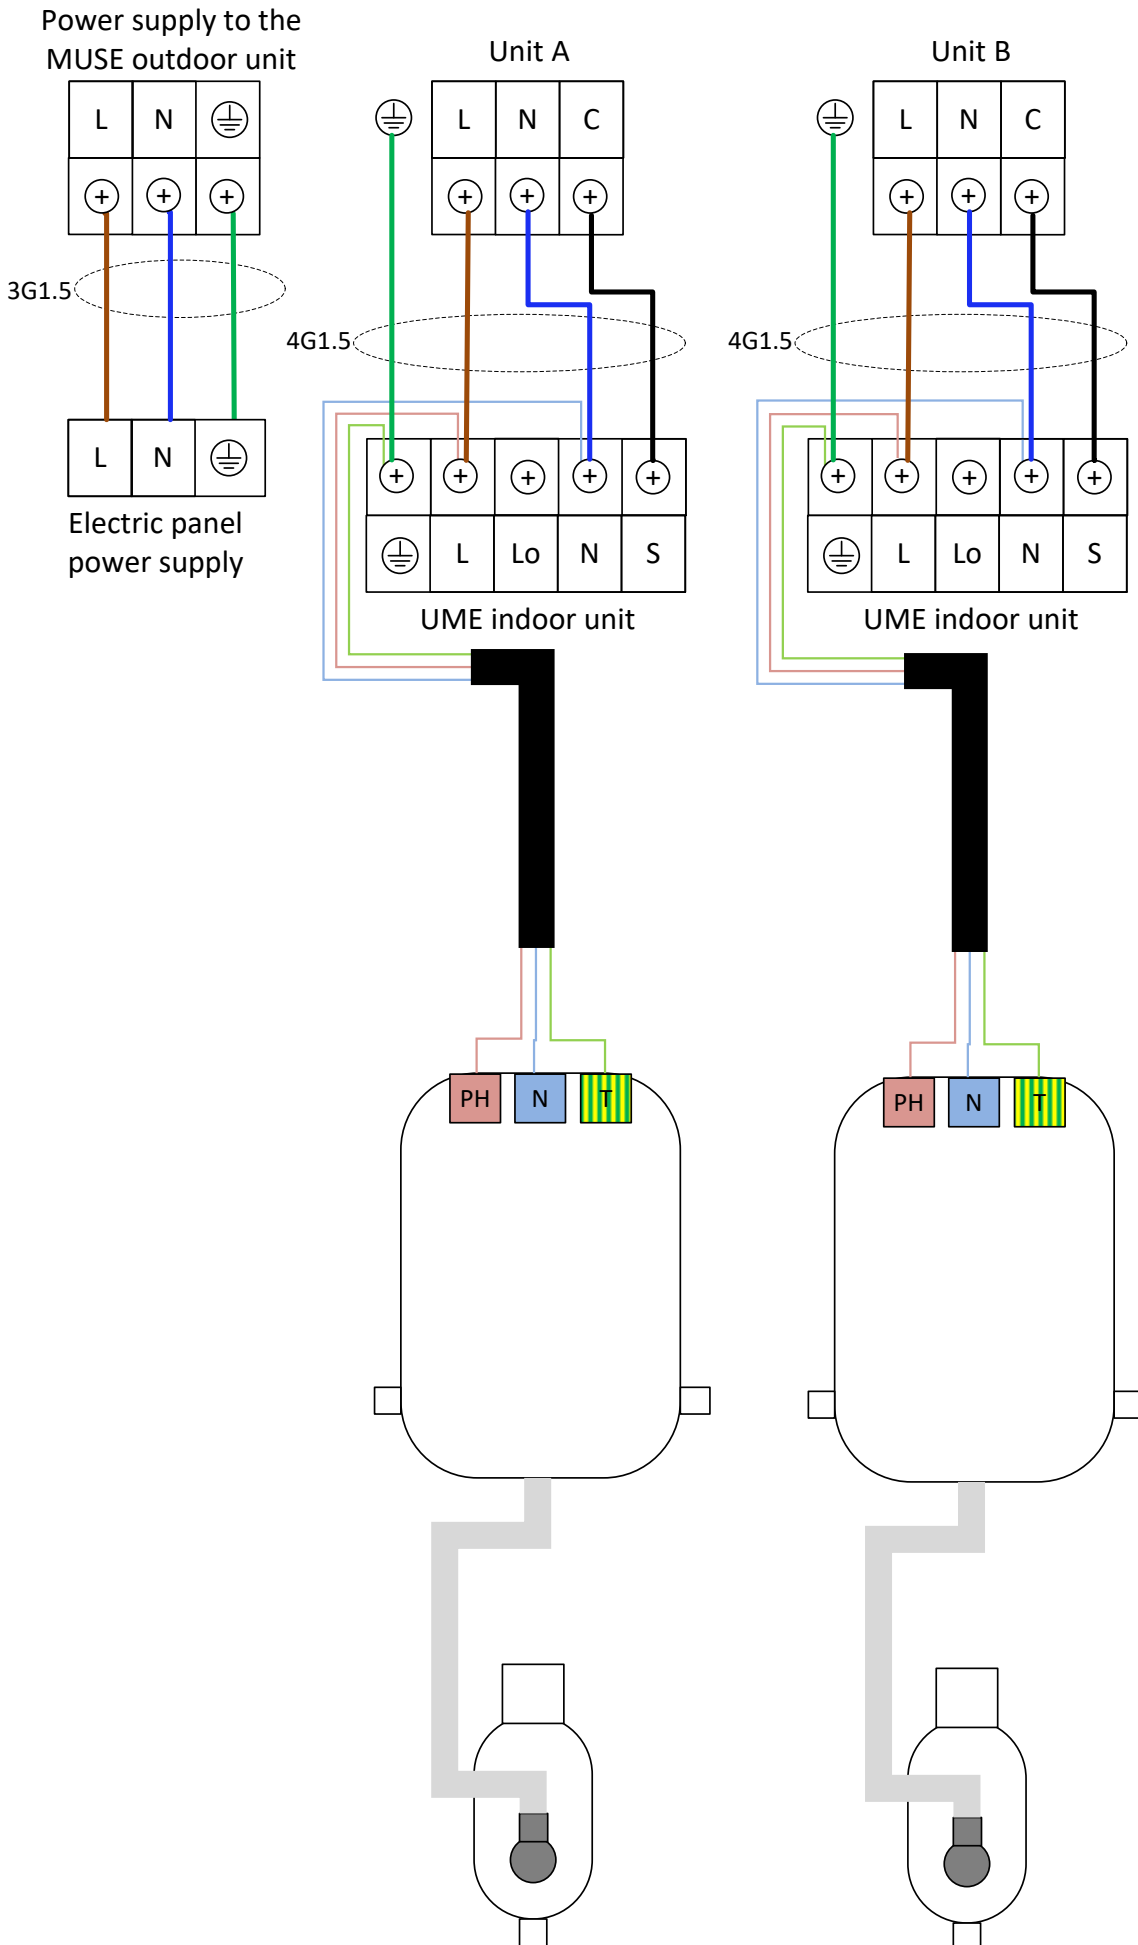 Power supply to the
MUSE outdoor unit
L N
3G1.5
L N
Electric panel
power supply
Unit A
L N C
4G1.5
L Lo N S
UME indoor unit
PH N T
Unit B
L N C
4G1.5
L Lo N S
UME indoor unit
PH N T